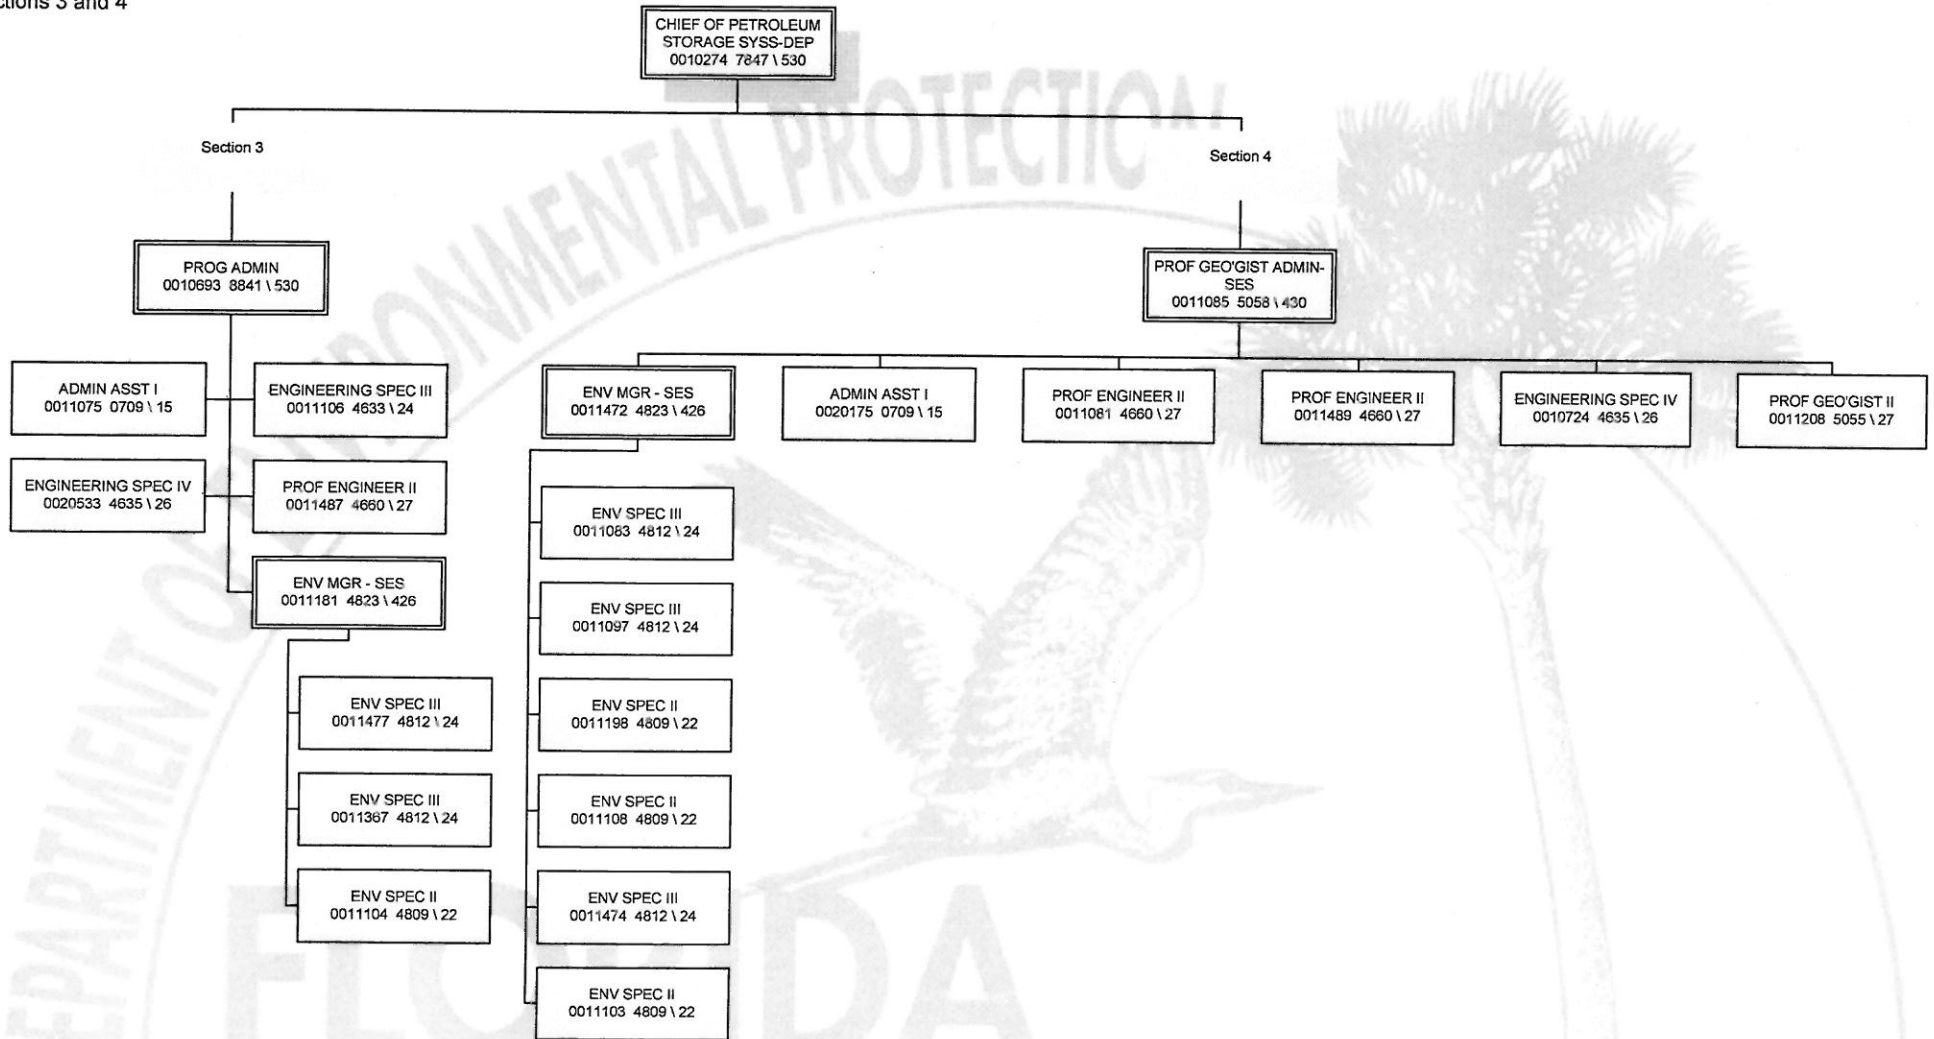 ctions 3 and 4
CHIEF OF PETROLEUM
STORAGE SYSS-DEP
0010274 7847 \ 530
Section 3
Section 4
PROG ADMIN
0010693 8841 \ 530
PROF GEO'GIST ADMIN-
SES
0011085 5058 \ 430
ADMIN ASST I
0011075 0709 \ 15
ENGINEERING SPEC III
0011106 4633 \ 24
ENGINEERING SPEC IV
0020533 4635 \ 26
PROF ENGINEER II
0011487 4660 \ 27
ENV MGR - SES
0011181 4823 \ 426
ENV SPEC III
0011477 4812 \ 24
ENV SPEC III
0011367 4812 \ 24
ENV SPEC II
0011104 4809 \ 22
ENV MGR - SES
0011472 4823 \ 426
ADMIN ASST I
0020175 0709 \ 15
PROF ENGINEER II
0011081 4660 \ 27
PROF ENGINEER II
0011489 4660 \ 27
ENGINEERING SPEC IV
0010724 4635 \ 26
PROF GEO'GIST II
0011208 5055 \ 27
ENV SPEC III
0011083 4812 \ 24
ENV SPEC III
0011097 4812 \ 24
ENV SPEC II
0011198 4809 \ 22
ENV SPEC II
0011108 4809 \ 22
ENV SPEC III
0011474 4812 \ 24
ENV SPEC II
0011103 4809 \ 22
DEPARTMENT OF ENVIRONMENTAL PROTECTION
FLORIDA